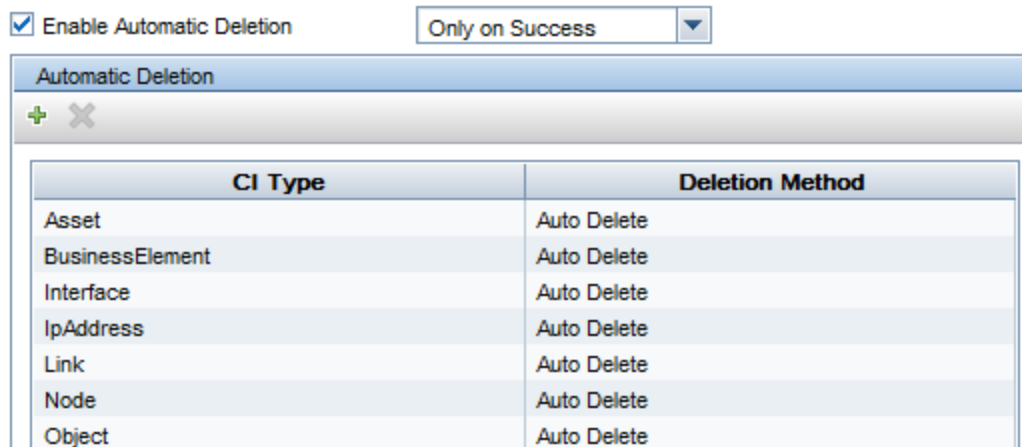 Enable Automatic Deletion Only on Success
Automatic Deletion
CI Type Deletion Method
Asset Auto Delete
BusinessElement Auto Delete
Interface Auto Delete
IpAddress Auto Delete
Link Auto Delete
Node Auto Delete
Object Auto Delete